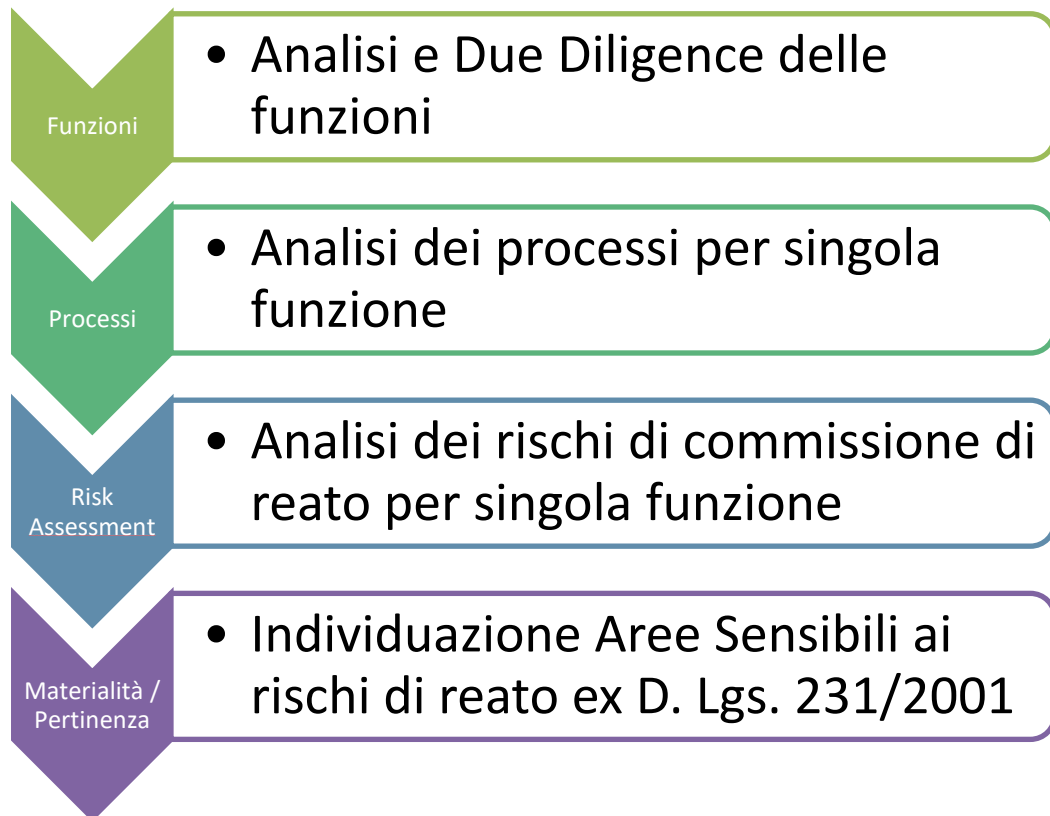 Funzioni
• Analisi e Due Diligence delle
funzioni
Processi
• Analisi dei processi per singola
funzione
Risk
Assessment
• Analisi dei rischi di commissione di
reato per singola funzione
Materialità /
Pertinenza
• Individuazione Aree Sensibili ai
rischi di reato ex D. Lgs. 231/2001